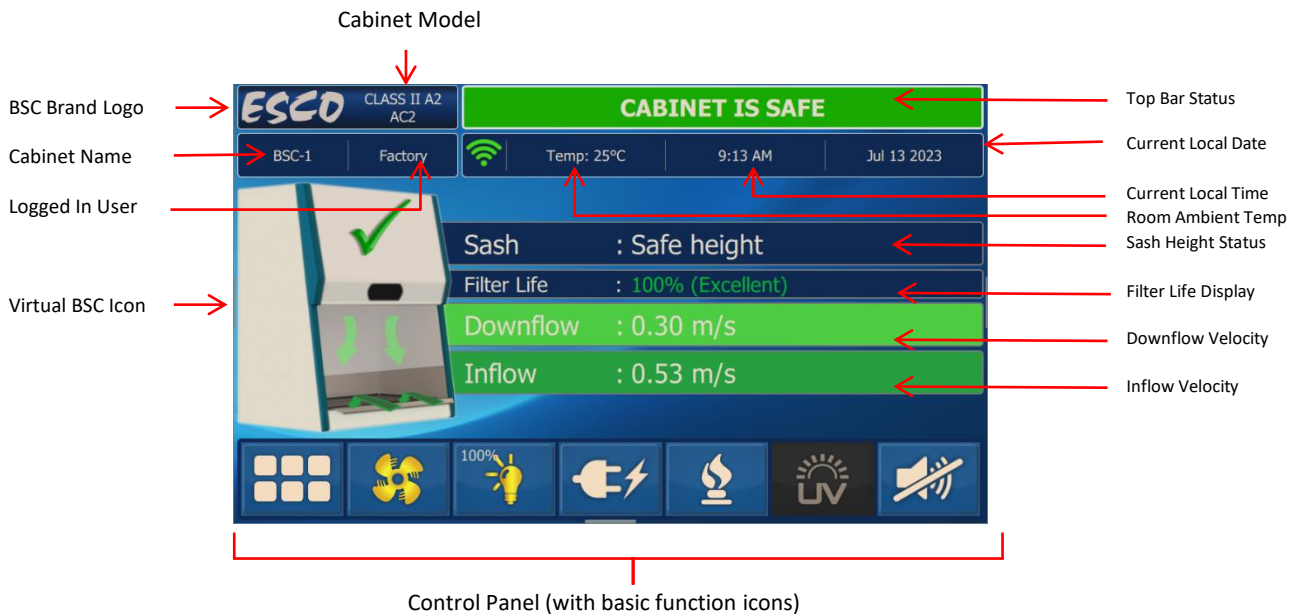 Cabinet Model
BSC Brand Logo
ESCO
CLASS II A2
AC2
CABINET IS SAFE
Top Bar Status
Cabinet Name
BSC-1
Factory
Temp: 25°C
9:13 AM
Jul 13 2023
Current Local Date
Logged In User
Current Local Time
Room Ambient Temp
Sash : Safe height
Sash Height Status
Virtual BSC Icon
Filter Life : 100% (Excellent)
Filter Life Display
Downflow : 0.30 m/s
Downflow Velocity
Inflow : 0.53 m/s
Inflow Velocity
100%
UV
Control Panel (with basic function icons)